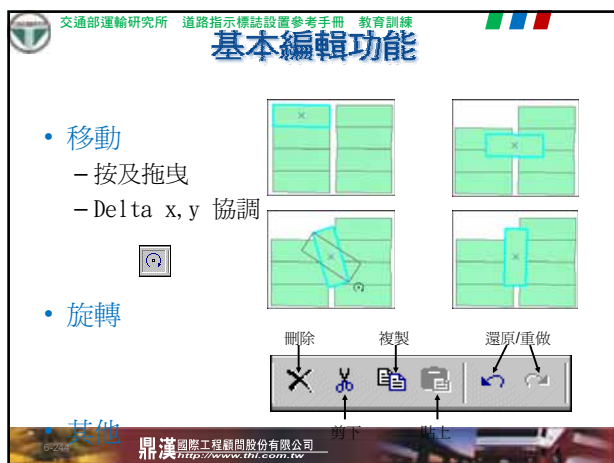 交通部運輸研究所 道路指示標誌設置參考手冊 教育訓練
基本編輯功能
• 移動
–按及拖曳
–Delta x,y 協調
• 旋轉
刪除 複製 還原/重做
• 其他
剪下 貼上
6-244
鼎漢國際工程顧問股份有限公司
http://www.thi.com.tw